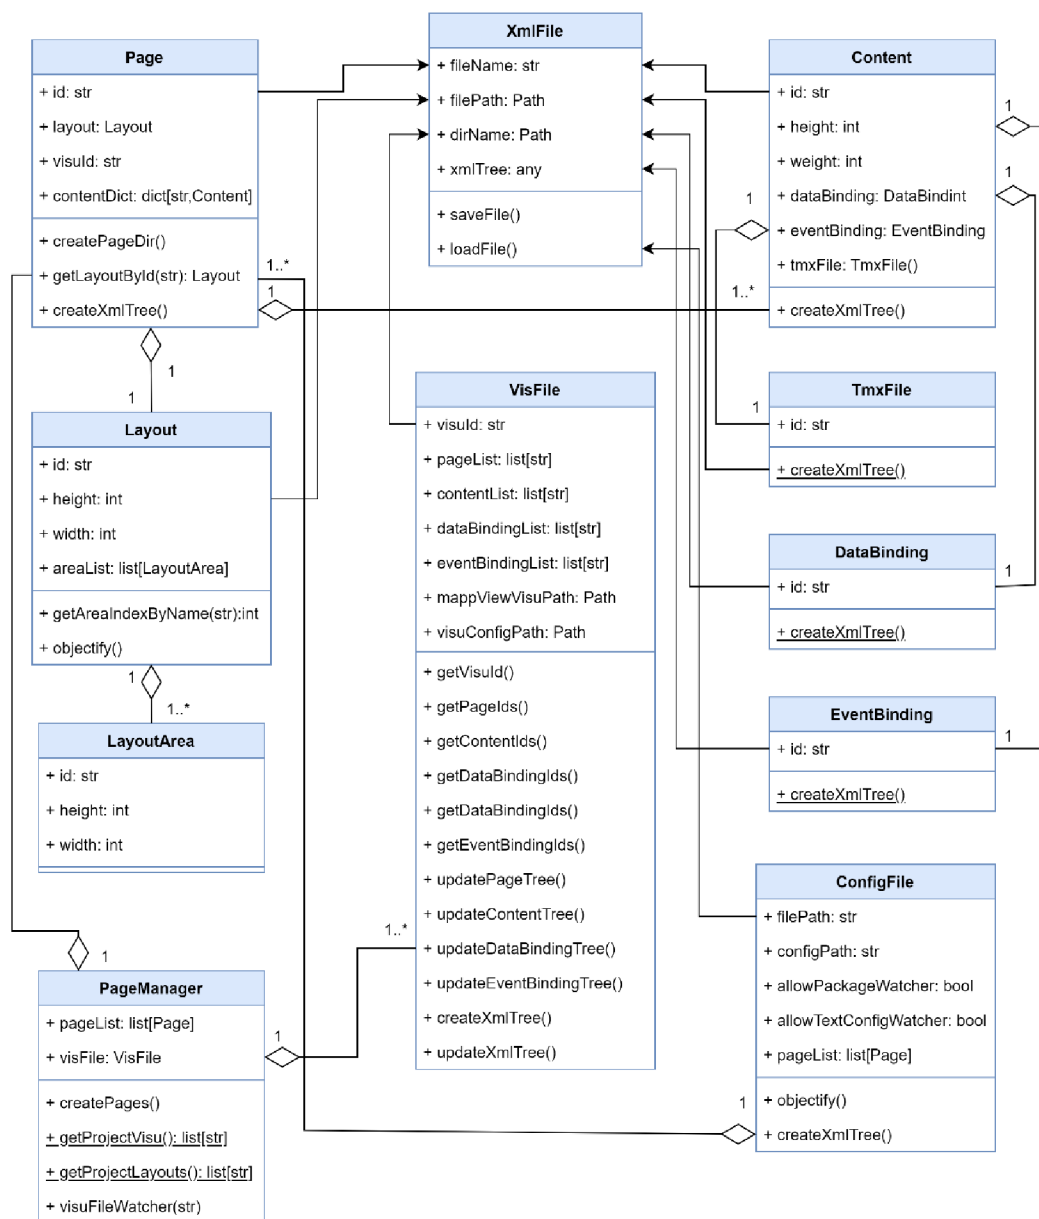 Page
+ id: str
+ layout: Layout
+ visuId: str
+ contentDict: dict[str,Content]
+ createPageDir()
+ getLayoutById(str): Layout
+ createXmlTree()
XmlFile
+ fileName: str
+ filePath: Path
+ dirName: Path
+ xmlTree: any
+ saveFile()
+ loadFile()
Content
+ id: str
+ height: int
+ weight: int
+ dataBinding: DataBindint
+ eventBinding: EventBinding
+ tmxFile: TmxFile()
+ createXmlTree()
1
1
1
1..*
1
1..*
1
1
Layout
+ id: str
+ height: int
+ width: int
+ areaList: list[LayoutArea]
+ getAreaIndexByName(str):int
+ objectify()
1
1..*
LayoutArea
+ id: str
+ height: int
+ width: int
VisFile
+ visuId: str
+ pageList: list[str]
+ contentList: list[str]
+ dataBindingList: list[str]
+ eventBindingList: list[str]
+ mappViewVisuPath: Path
+ visuConfigPath: Path
+ getVisuId()
+ getPageIds()
+ getContentIds()
+ getDataBindingIds()
+ getDataBindingIds()
+ getEventBindingIds()
+ updatePageTree()
+ updateContentTree()
+ updateDataBindingTree()
+ updateEventBindingTree()
+ createXmlTree()
+ updateXmlTree()
TmxFile
1
+ id: str
+ createXmlTree()
DataBinding
+ id: str
1
+ createXmlTree()
EventBinding
+ id: str
1
+ createXmlTree()
ConfigFile
+ filePath: str
+ configPath: str
+ allowPackageWatcher: bool
+ allowTextConfigWatcher: bool
+ pageList: list[Page]
+ objectify()
+ createXmlTree()
1
1..*
1
1
PageManager
+ pageList: list[Page]
+ visFile: VisFile
+ createPages()
+ getProjectVisu(): list[str]
+ getProjectLayouts(): list[str]
+ visuFileWatcher(str)